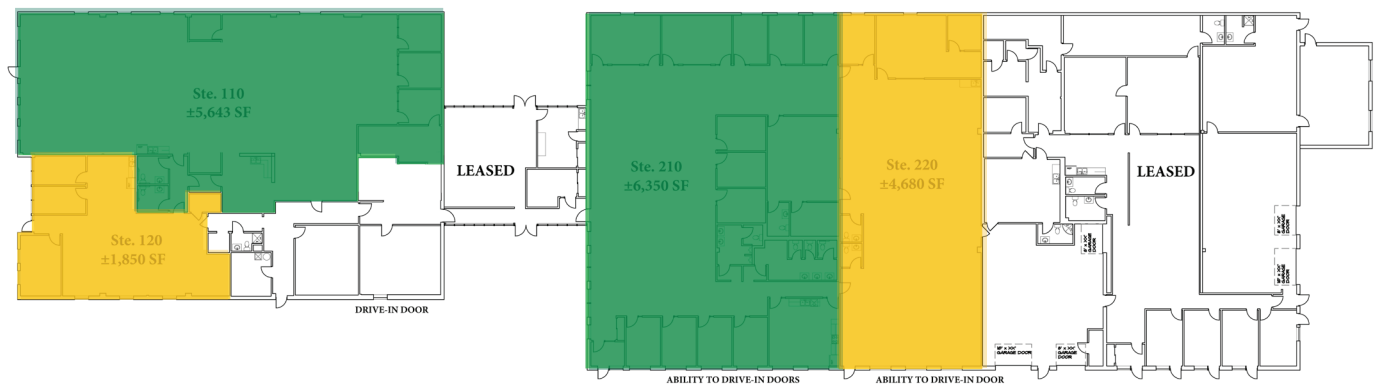 Ste. 110
±5,643 SF
Ste. 120
±1,850 SF
DRIVE-IN DOOR
LEASED
Ste. 210
±6,350 SF
Ste. 220
±4,680 SF
LEASED
GARAGE
DOOR
GARAGE
DOOR
GARAGE
DOOR
GARAGE DOOR
GARAGE DOOR
ABILITY TO DRIVE-IN DOORS
ABILITY TO DRIVE-IN DOOR